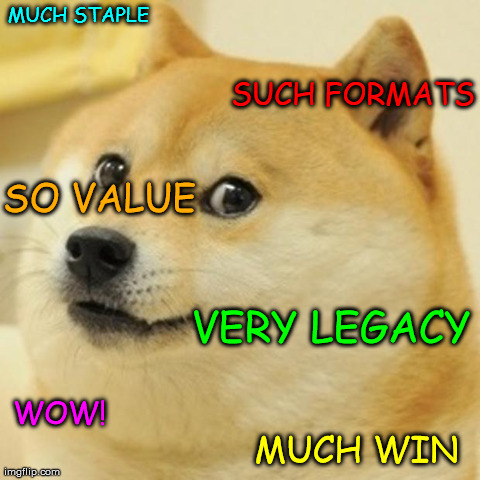 MUCH STAPLE
SUCH FORMATS
SO VALUE
VERY LEGACY
WOW!
MUCH WIN
imgflip.com